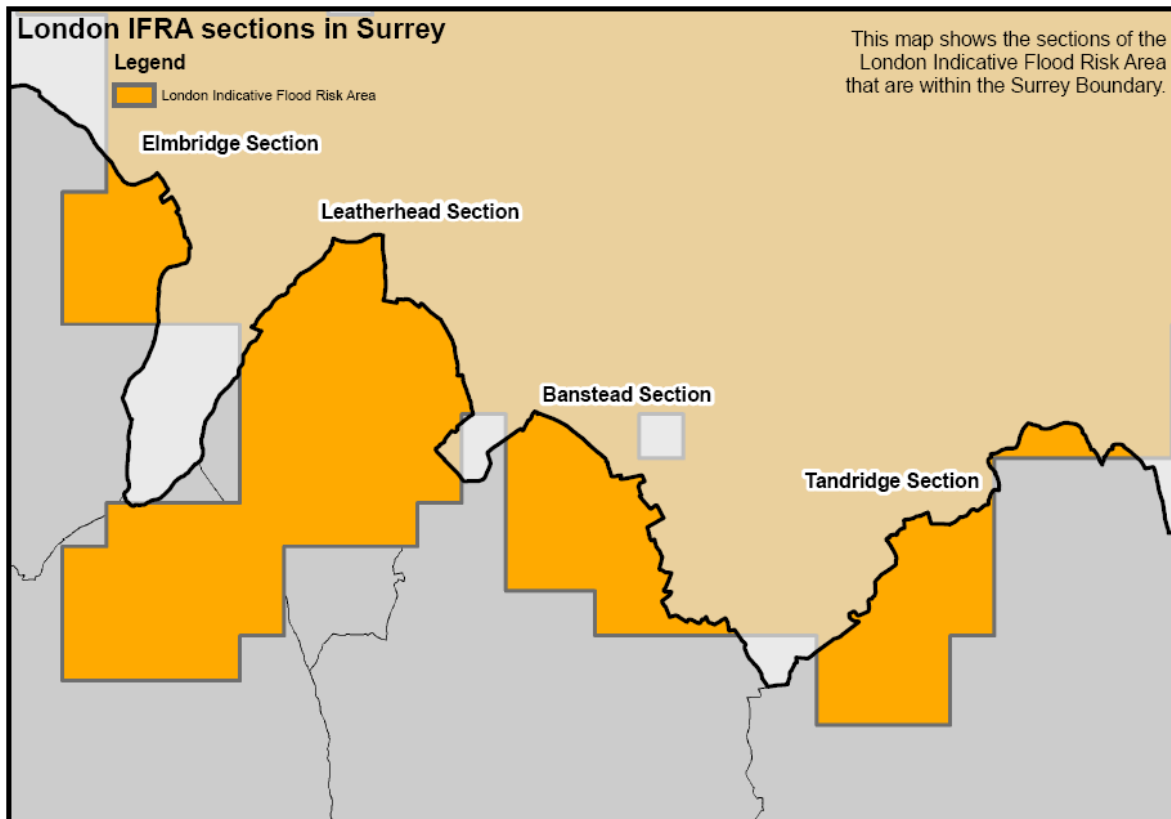 London IFRA sections in Surrey
Legend
London Indicative Flood Risk Area
This map shows the sections of the
London Indicative Flood Risk Area
that are within the Surrey Boundary.
Elmbridge Section
Leatherhead Section
Banstead Section
Tandridge Section